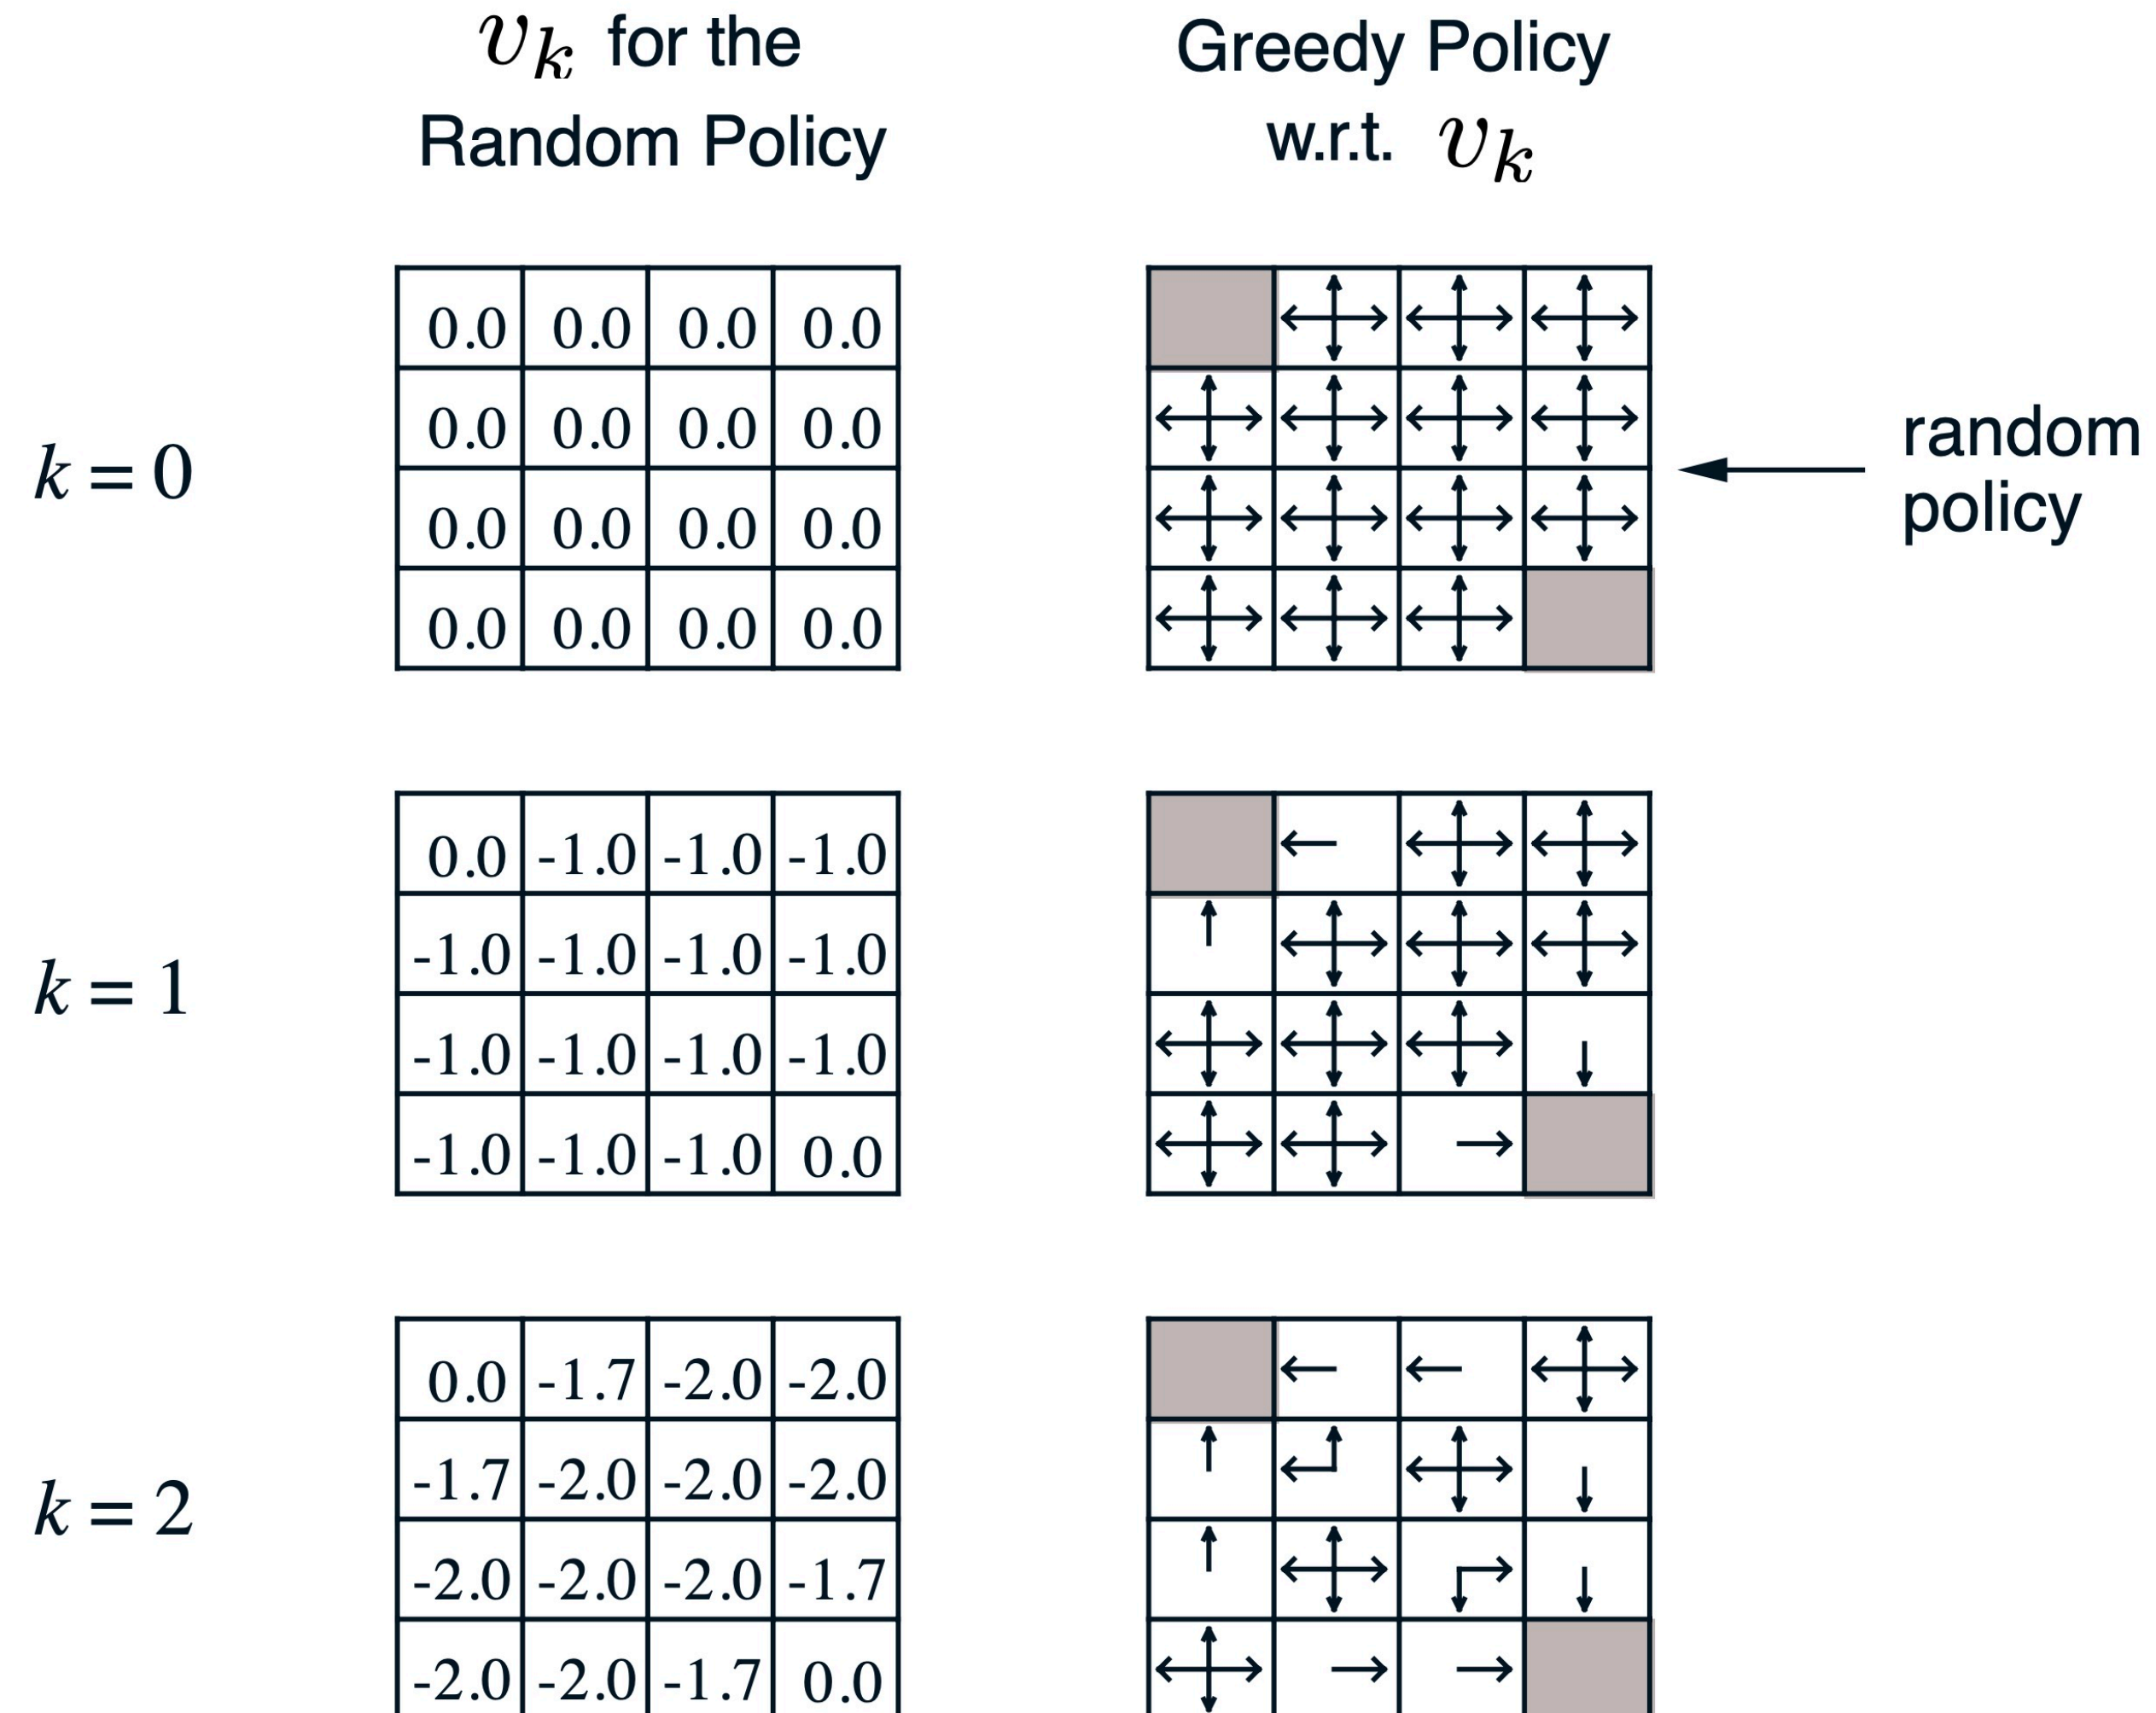 v_k for the
Random Policy
Greedy Policy
w.r.t. v_k
k = 0
0.0 0.0 0.0 0.0
0.0 0.0 0.0 0.0
0.0 0.0 0.0 0.0
0.0 0.0 0.0 0.0
random
policy
k = 1
0.0 -1.0 -1.0 -1.0
-1.0 -1.0 -1.0 -1.0
-1.0 -1.0 -1.0 -1.0
-1.0 -1.0 -1.0 0.0
k = 2
0.0 -1.7 -2.0 -2.0
-1.7 -2.0 -2.0 -2.0
-2.0 -2.0 -2.0 -1.7
-2.0 -2.0 -1.7 0.0